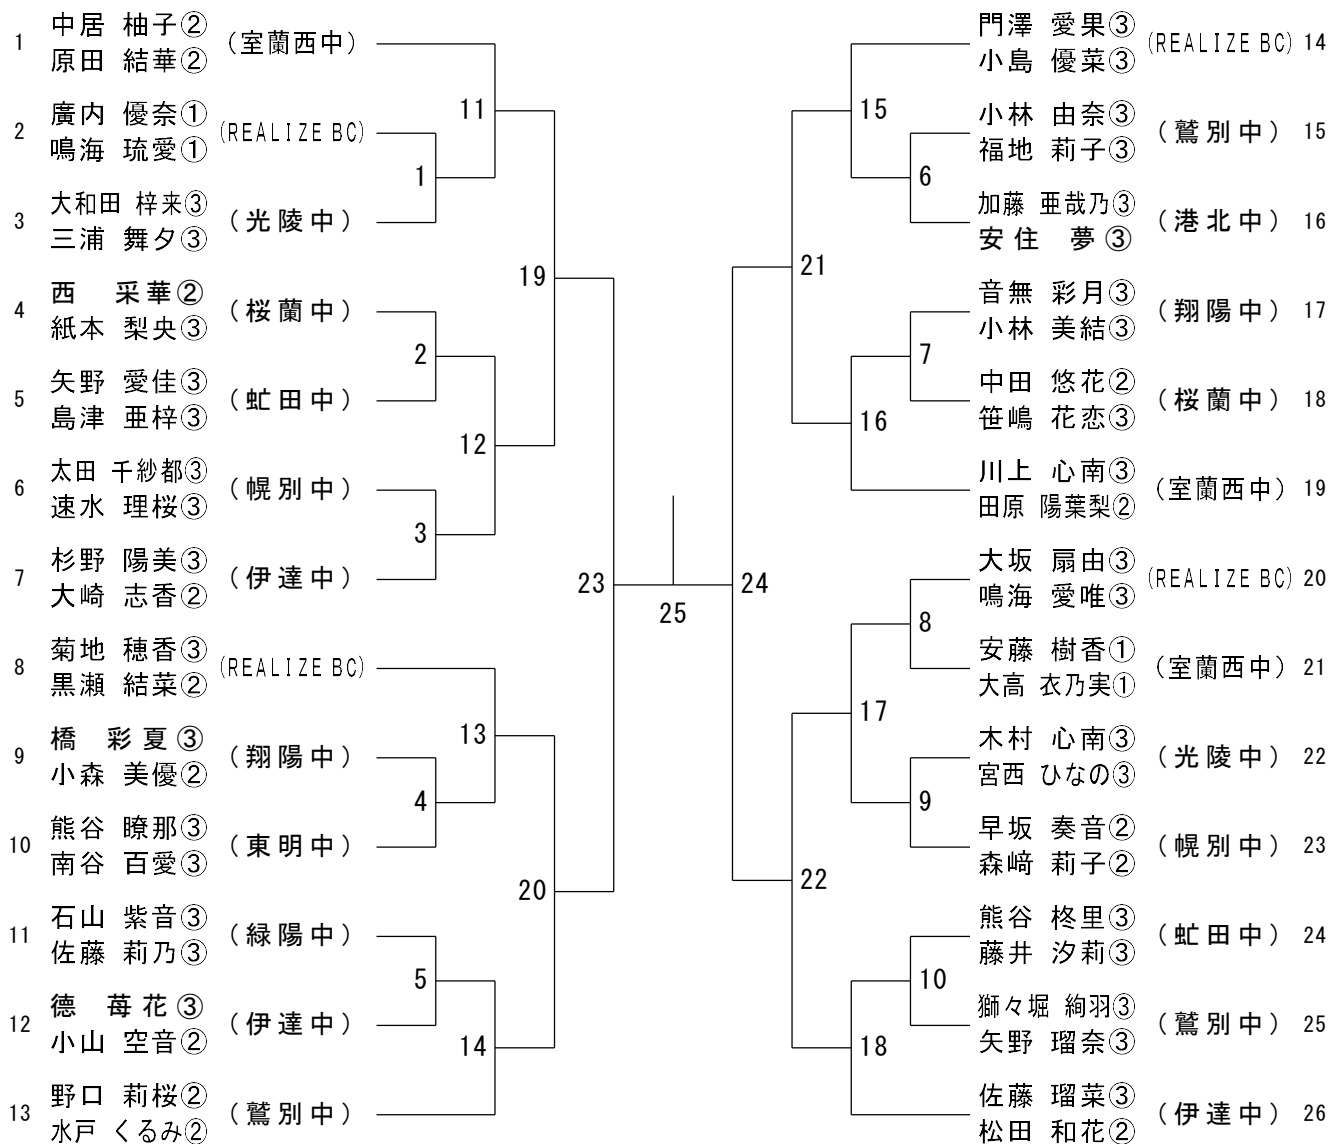 1 中居 柚子② (室蘭西中)
原田 結華②
2 廣内 優奈① (REALIZE BC)
鳴海 琉愛①
3 大和田 梓来③ (光陵中)
三浦 舞夕③
4 西 采華② (桜蘭中)
紙本 梨央③
5 矢野 愛佳③ (虻田中)
島津 亜梓③
6 太田 千紗都③ (幌別中)
速水 理桜③
7 杉野 陽美③ (伊達中)
大崎 志香②
8 菊地 穂香③ (REALIZE BC)
黒瀬 結菜②
9 橋 彩夏③ (翔陽中)
小森 美優②
10 熊谷 瞭那③ (東明中)
南谷 百愛③
11 石山 紫音③ (緑陽中)
佐藤 莉乃③
12 德 苺花③ (伊達中)
小山 空音②
13 野口 莉桜② (鷲別中)
水戸 くるみ②
11
1
19
2
12
3
23
13
4
20
5
14
25
15
6
21
7
16
24
8
17
9
22
10
18
門澤 愛果③ (REALIZE BC) 14
小島 優菜③
小林 由奈③ (鷲別中) 15
福地 莉子③
加藤 亜哉乃③ (港北中) 16
安住 夢③
音無 彩月③ (翔陽中) 17
小林 美結③
中田 悠花② (桜蘭中) 18
笹嶋 花恋③
川上 心南③ (室蘭西中) 19
田原 陽葉梨②
大坂 扇由③ (REALIZE BC) 20
鳴海 愛唯③
安藤 樹香① (室蘭西中) 21
大高 衣乃実①
木村 心南③ (光陵中) 22
宮西 ひなの③
早坂 奏音② (幌別中) 23
森﨑 莉子②
熊谷 柊里③ (虻田中) 24
藤井 汐莉③
獅々堀 絢羽③ (鷲別中) 25
矢野 瑠奈③
佐藤 瑠菜③ (伊達中) 26
松田 和花②